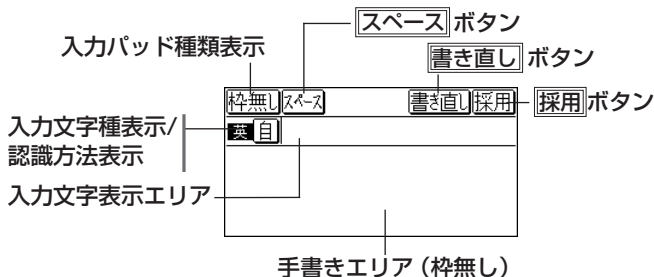 スペース ボタン
入力パッド種類表示
書き直し ボタン
枠無し スペース 書き直し 採用
採用 ボタン
入力文字種表示/
認識方法表示
英 自
入力文字表示エリア
手書きエリア（枠無し）